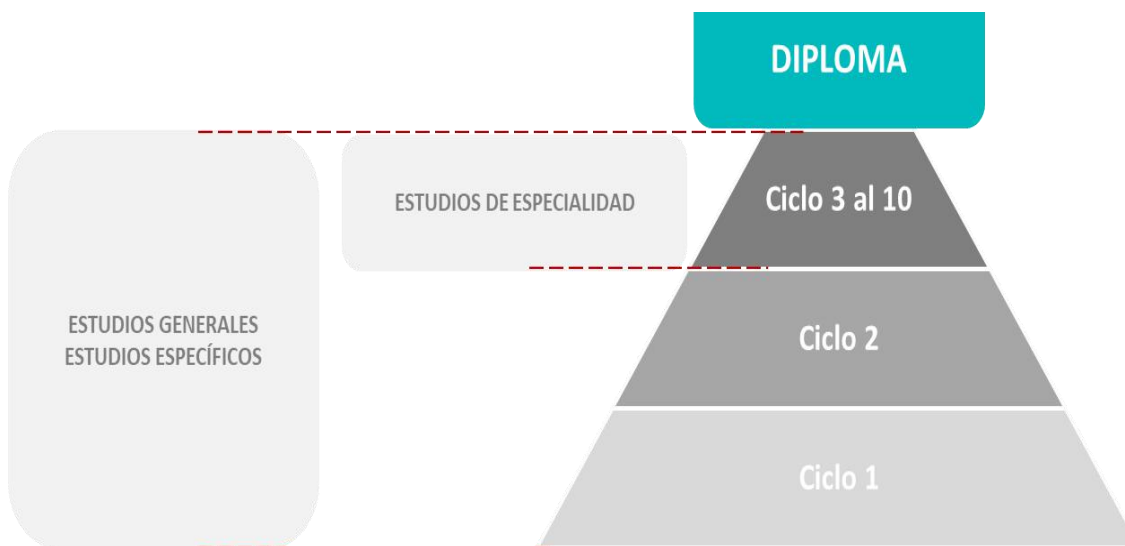 DIPLOMA
ESTUDIOS DE ESPECIALIDAD
Ciclo 3 al 10
ESTUDIOS GENERALES
ESTUDIOS ESPECÍFICOS
Ciclo 2
Ciclo 1